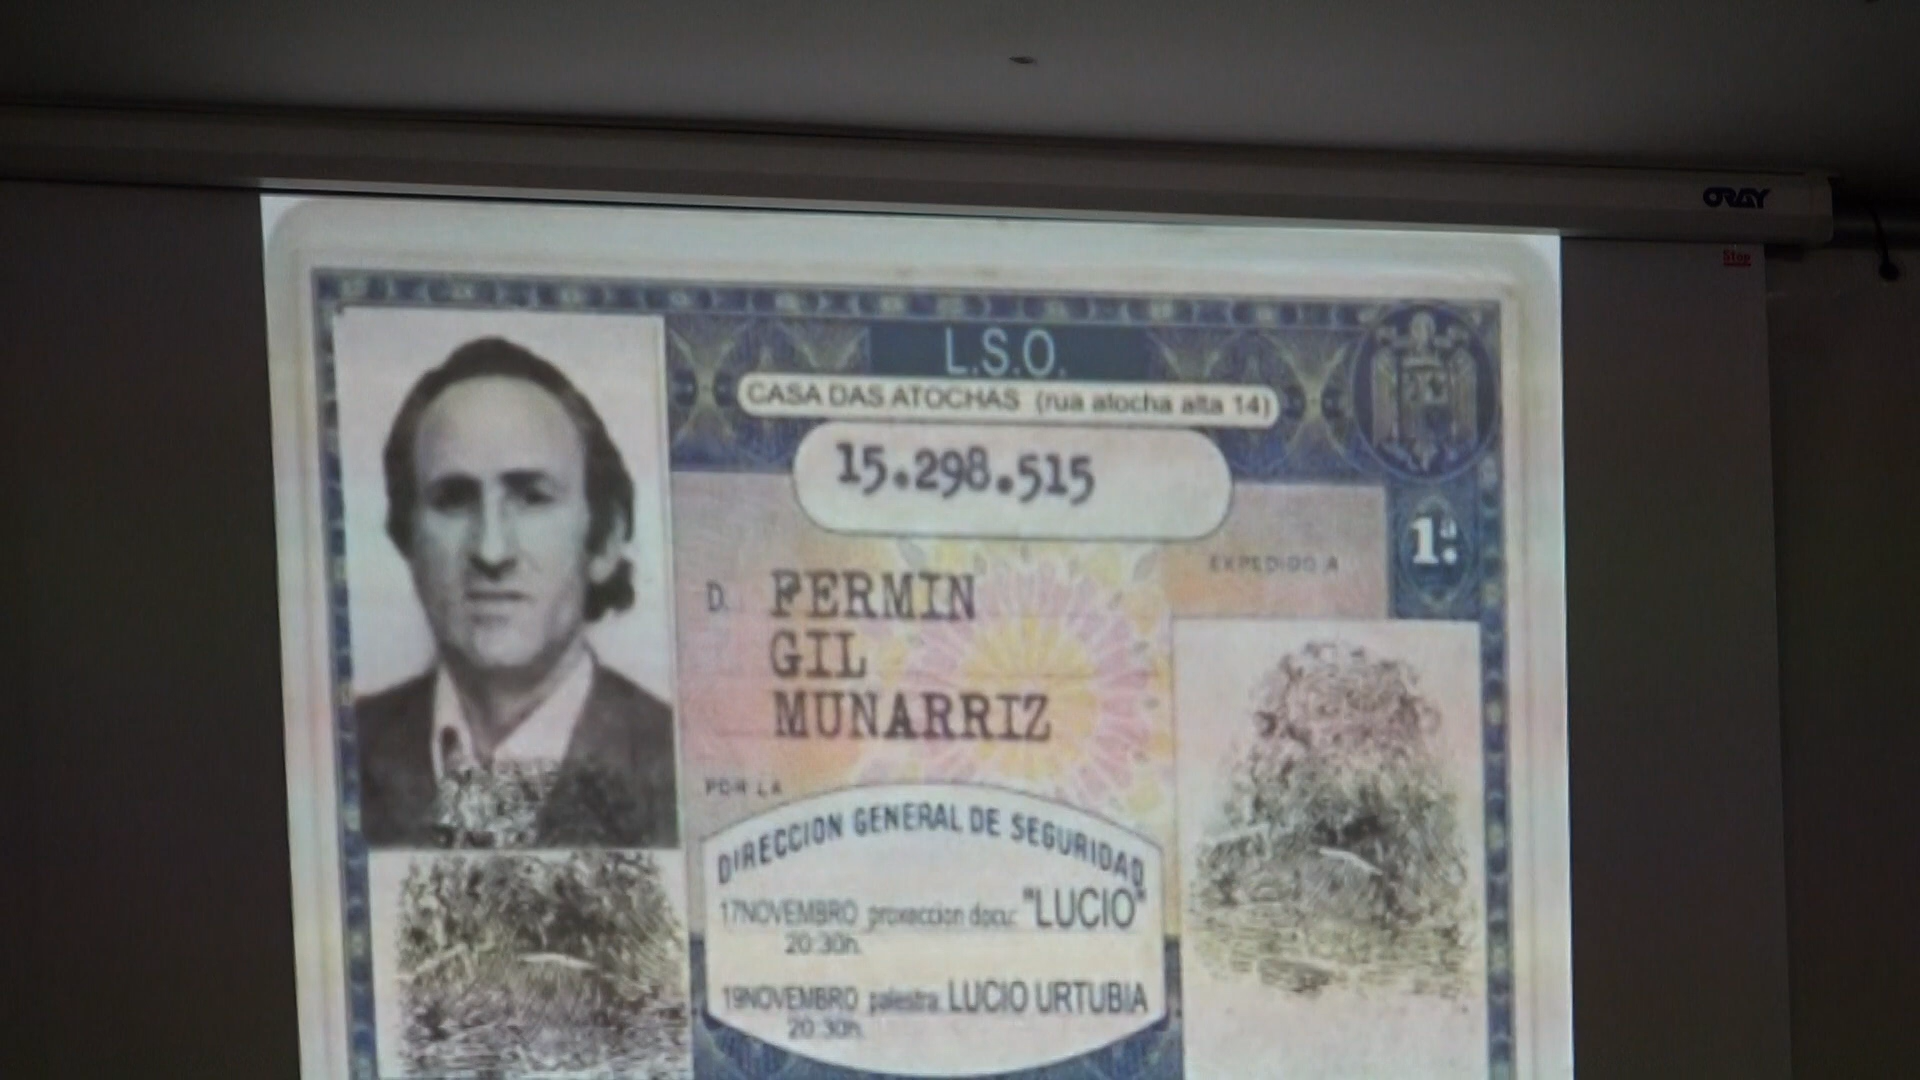 ORAY
Stop
L.S.O.
CASA DAS ATOCHAS (rua atocha alta 14)
15.298.515
1ª
EXPEDIDO A
D. FERMIN
GIL
MUNARRIZ
POR LA
DIRECCION GENERAL DE SEGURIDAD
17NOVEMBRO proxeccion docu: "LUCIO"
20:30h.
19NOVEMBRO palestra: LUCIO URTUBIA
20:30h.